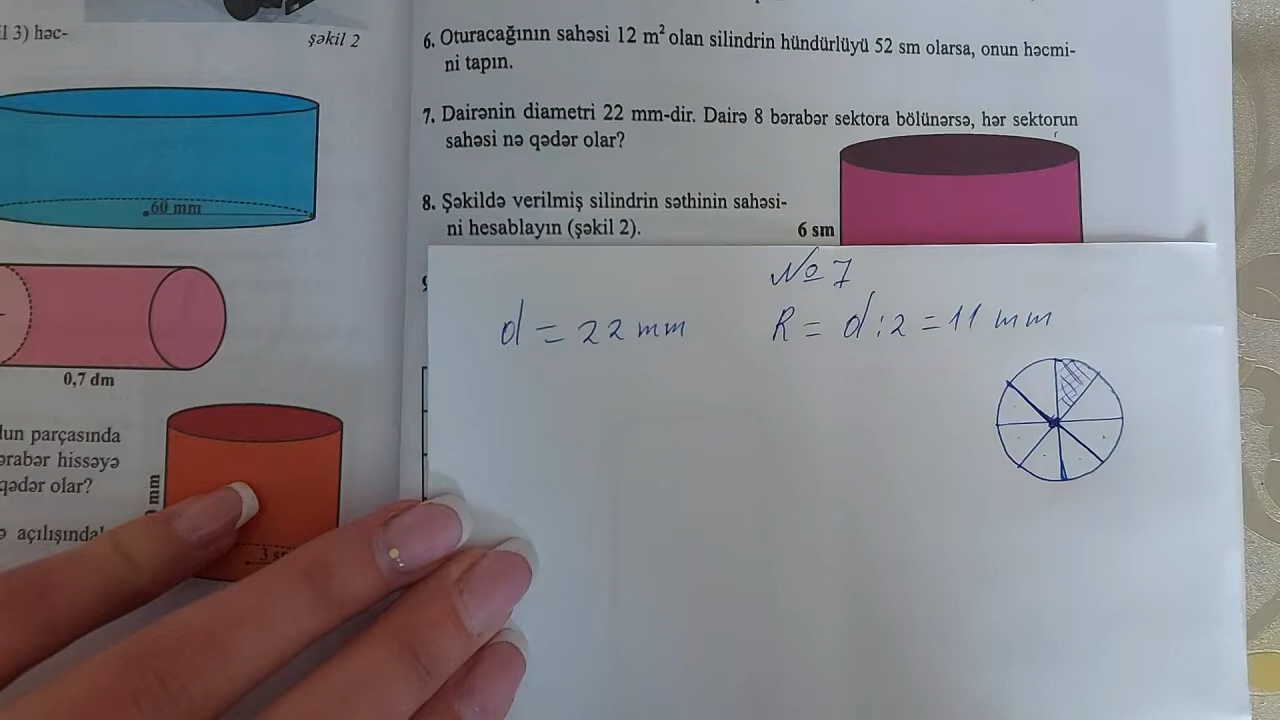 il 3) həc-
şəkil 2
60 mm
0,7 dm
parçasında
bərabər hissəyə
qədər olar?
mm
açılışında
6. Oturacağının sahəsi 12 m² olan silindrin hündürlüyü 52 sm olarsa, onun həcmi-
ni tapın.
7. Dairənin diametri 22 mm-dir. Dairə 8 bərabər sektora bölünərsə, hər sektorun
sahəsi nə qədər olar?
8. Şəkildə verilmiş silindrin səthinin sahəsi-
ni hesablayın (şəkil 2).
6 sm
№ 7
d = 22 mm R = d:2 = 11 mm